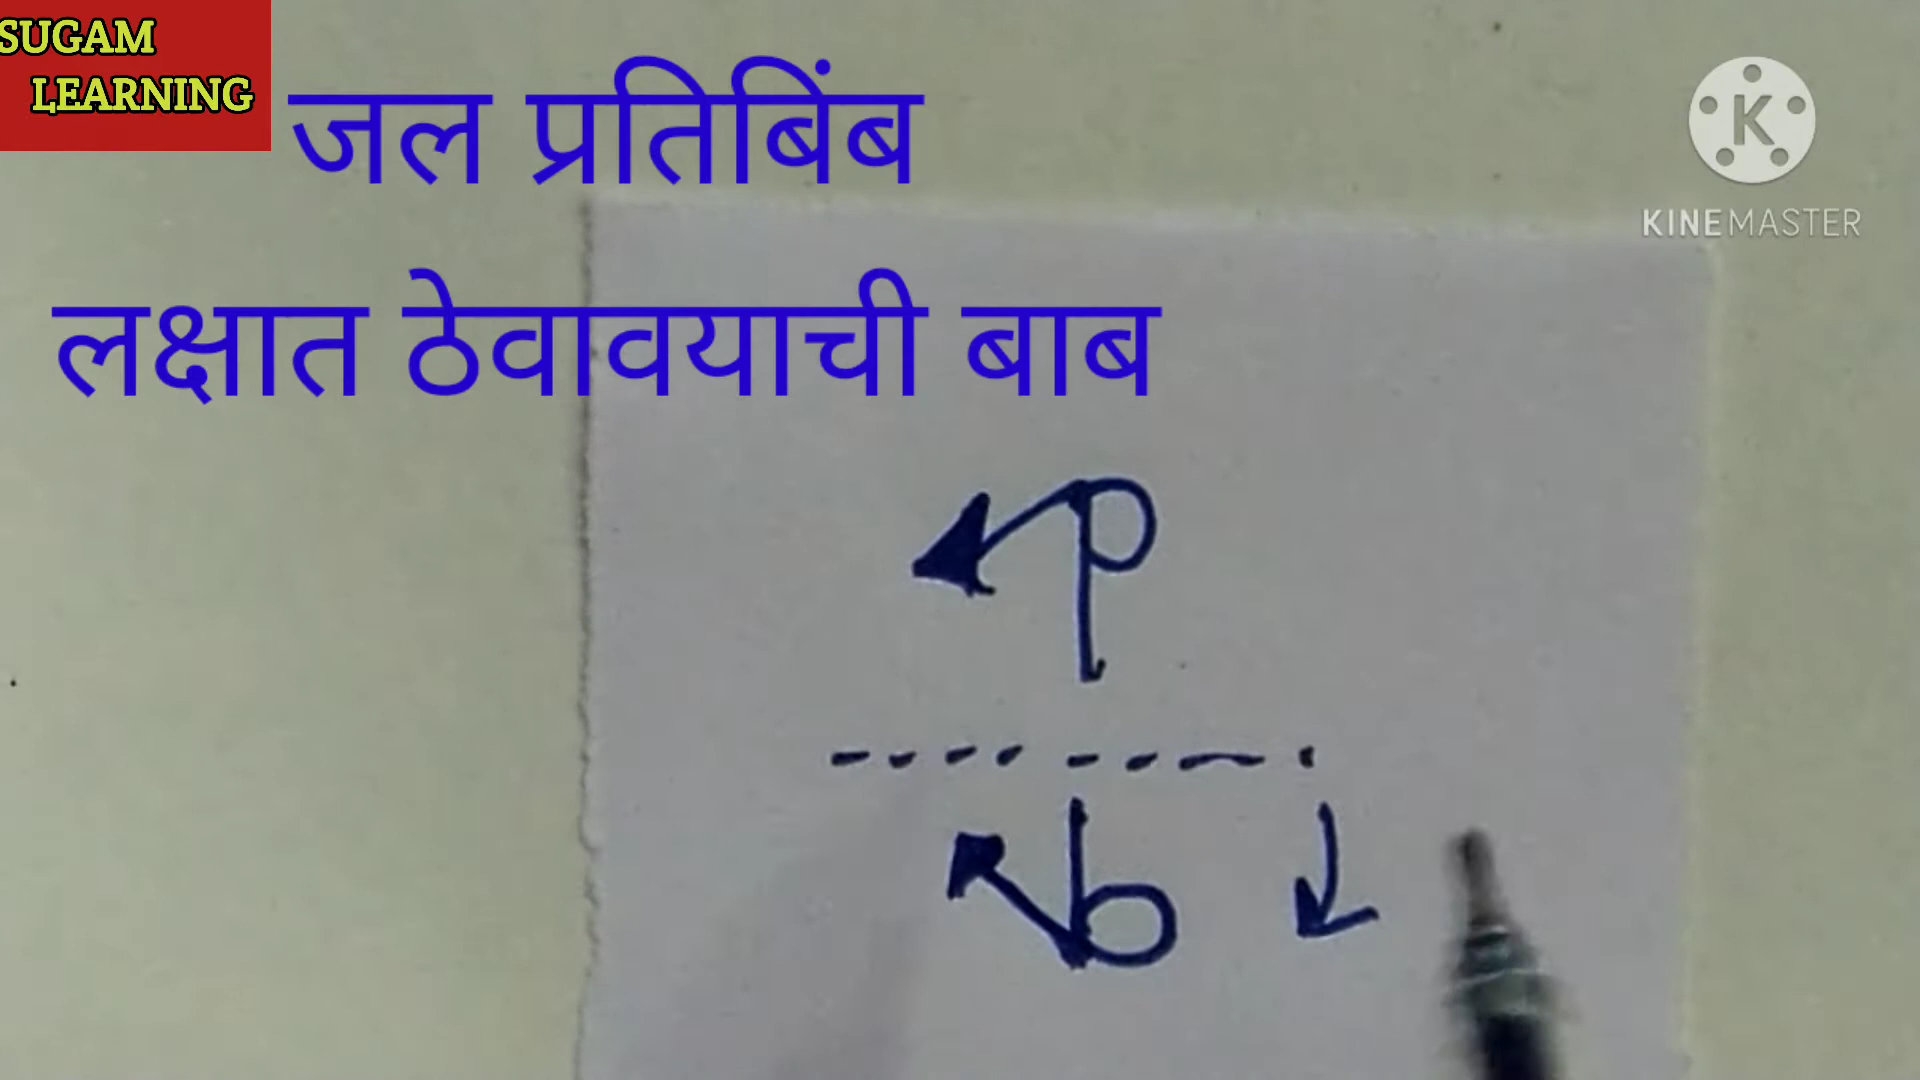 SUGAM
LEARNING
जल प्रतिबिंब
K
KINEMASTER
लक्षात ठेवावयाची बाब